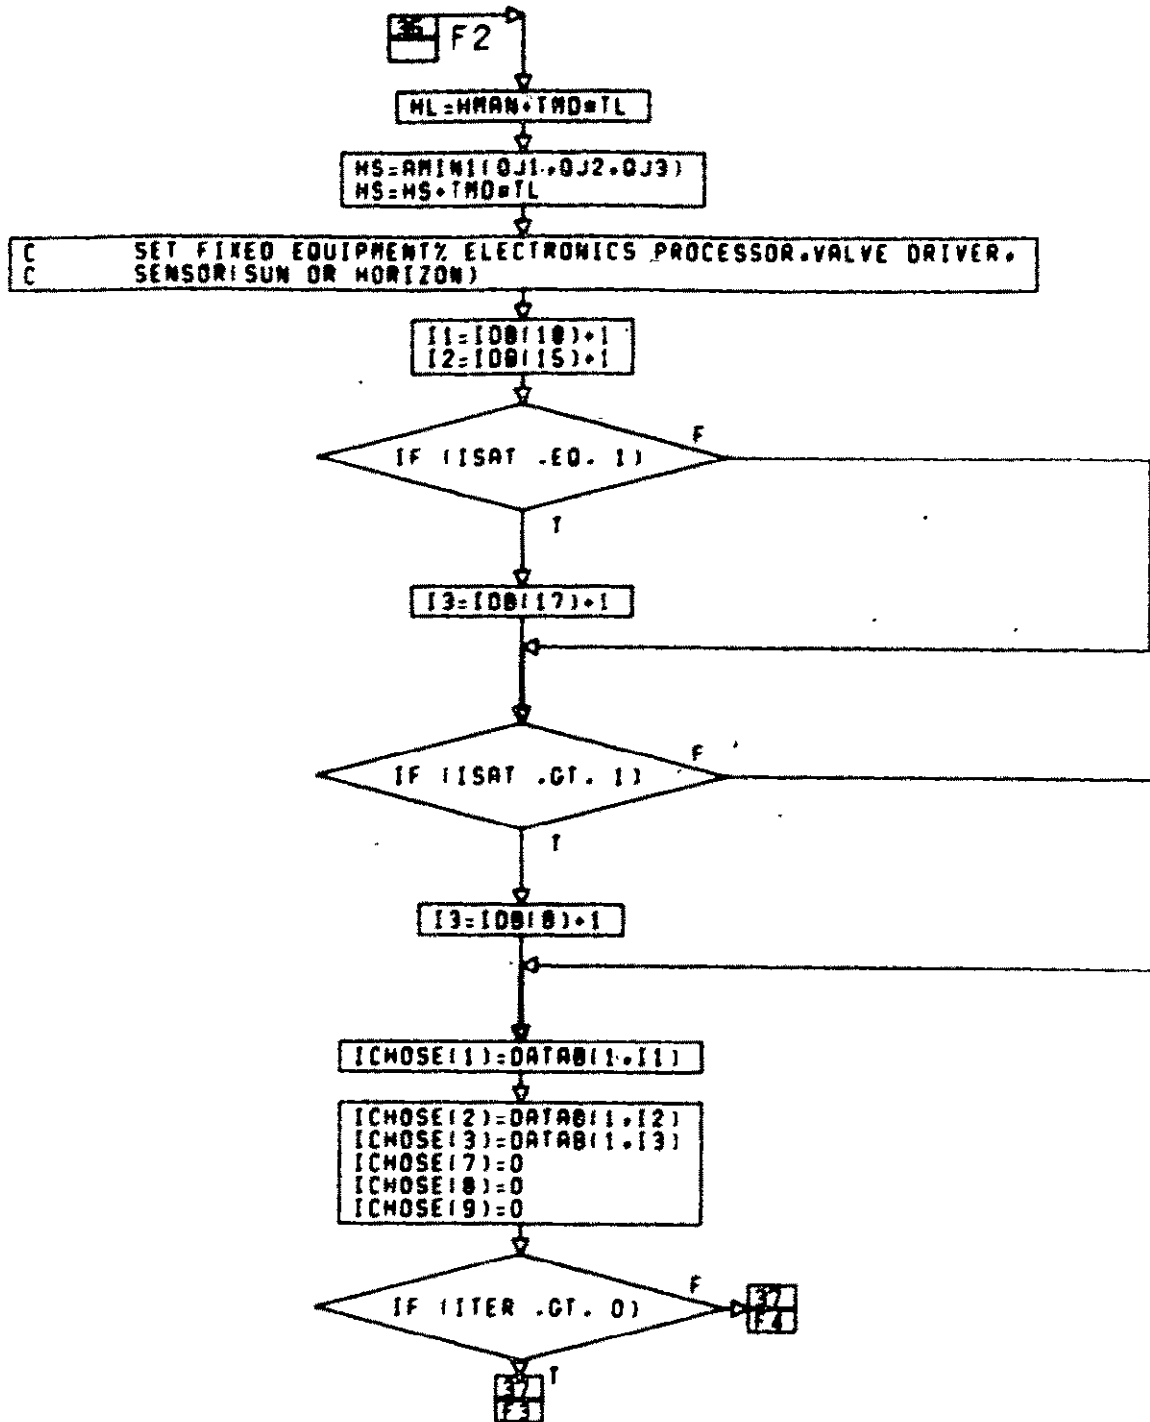 36 F2
HL=HMAN+TMD*TL
HS=AMIN1(QJ1,QJ2,QJ3)
HS=HS+TMD*TL
C SET FIXED EQUIPMENT% ELECTRONICS PROCESSOR,VALVE DRIVER,
C SENSOR(SUN OR HORIZON)
I1=IDB(10)+1
I2=IDB(15)+1
IF (ISAT .EQ. 1)
F
T
I3=IDB(17)+1
IF (ISAT .GT. 1)
F
T
I3=IDB(8)+1
ICHOSE(1)=DATAB(1,I1)
ICHOSE(2)=DATAB(1,I2)
ICHOSE(3)=DATAB(1,I3)
ICHOSE(7)=0
ICHOSE(8)=0
ICHOSE(9)=0
IF (ITER .GT. 0)
F
37
F4
T
37
F3